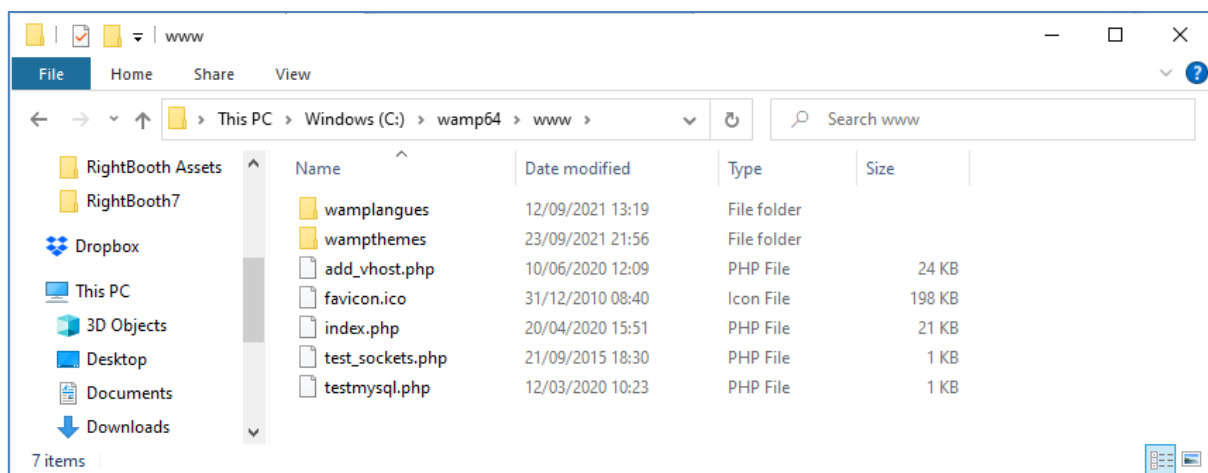 www
File Home Share View
This PC Windows (C:) wamp64 www Search www
RightBooth Assets
RightBooth7
Dropbox
This PC
3D Objects
Desktop
Documents
Downloads
Name Date modified Type Size
wamplangues 12/09/2021 13:19 File folder
wampthemes 23/09/2021 21:56 File folder
add_vhost.php 10/06/2020 12:09 PHP File 24 KB
favicon.ico 31/12/2010 08:40 Icon File 198 KB
index.php 20/04/2020 15:51 PHP File 21 KB
test_sockets.php 21/09/2015 18:30 PHP File 1 KB
testmysql.php 12/03/2020 10:23 PHP File 1 KB
7 items